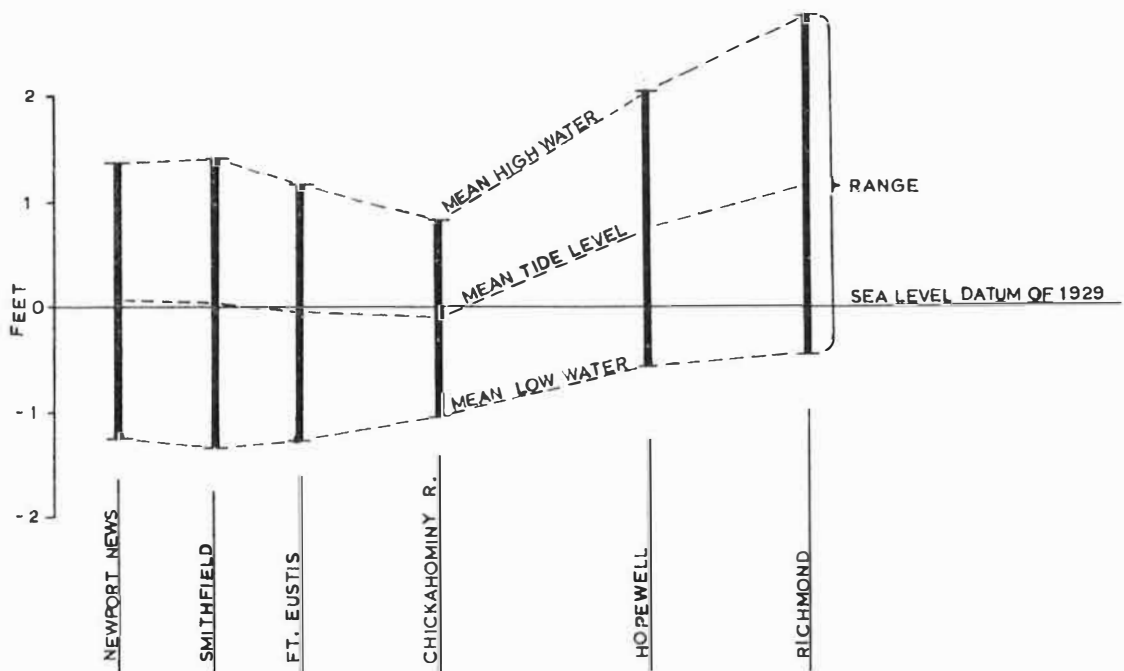 2
1
0
-1
-2
FEET
MEAN HIGH WATER
MEAN TIDE LEVEL
MEAN LOW WATER
RANGE
SEA LEVEL DATUM OF 1929
NEWPORT NEWS
SMITHFIELD
FT. EUSTIS
CHICKAHOMINY R.
HOPEWELL
RICHMOND